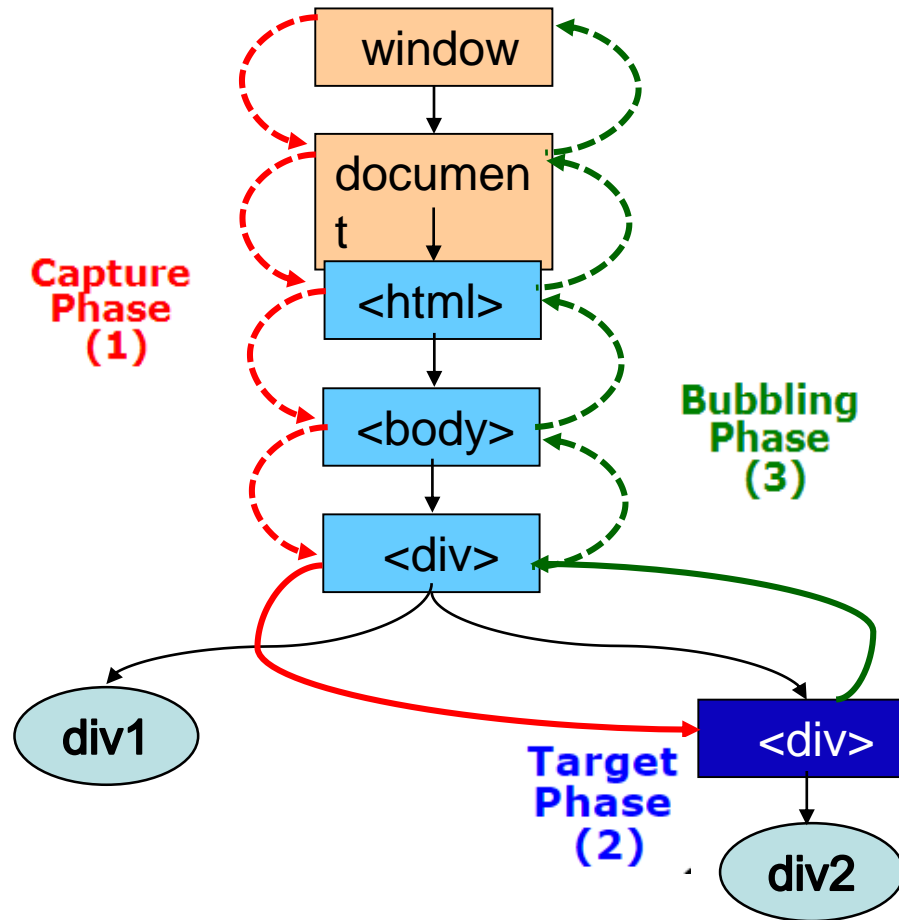 window
documen
t
Capture
Phase
(1)
<html>
<body>
Bubbling
Phase
(3)
<div>
div1
<div>
Target
Phase
(2)
div2